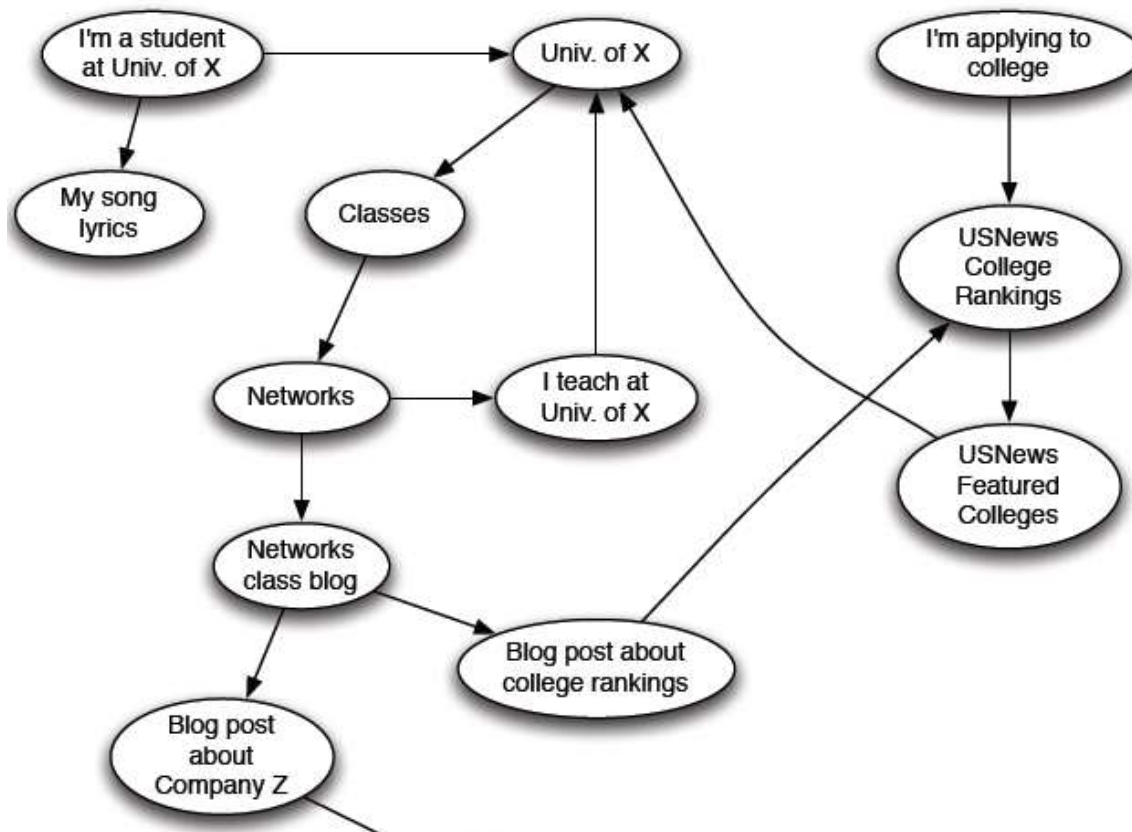 I'm a student
at Univ. of X
Univ. of X
I'm applying to
college
My song
lyrics
Classes
USNews
College
Rankings
Networks
I teach at
Univ. of X
USNews
Featured
Colleges
Networks
class blog
Blog post about
college rankings
Blog post
about
Company Z